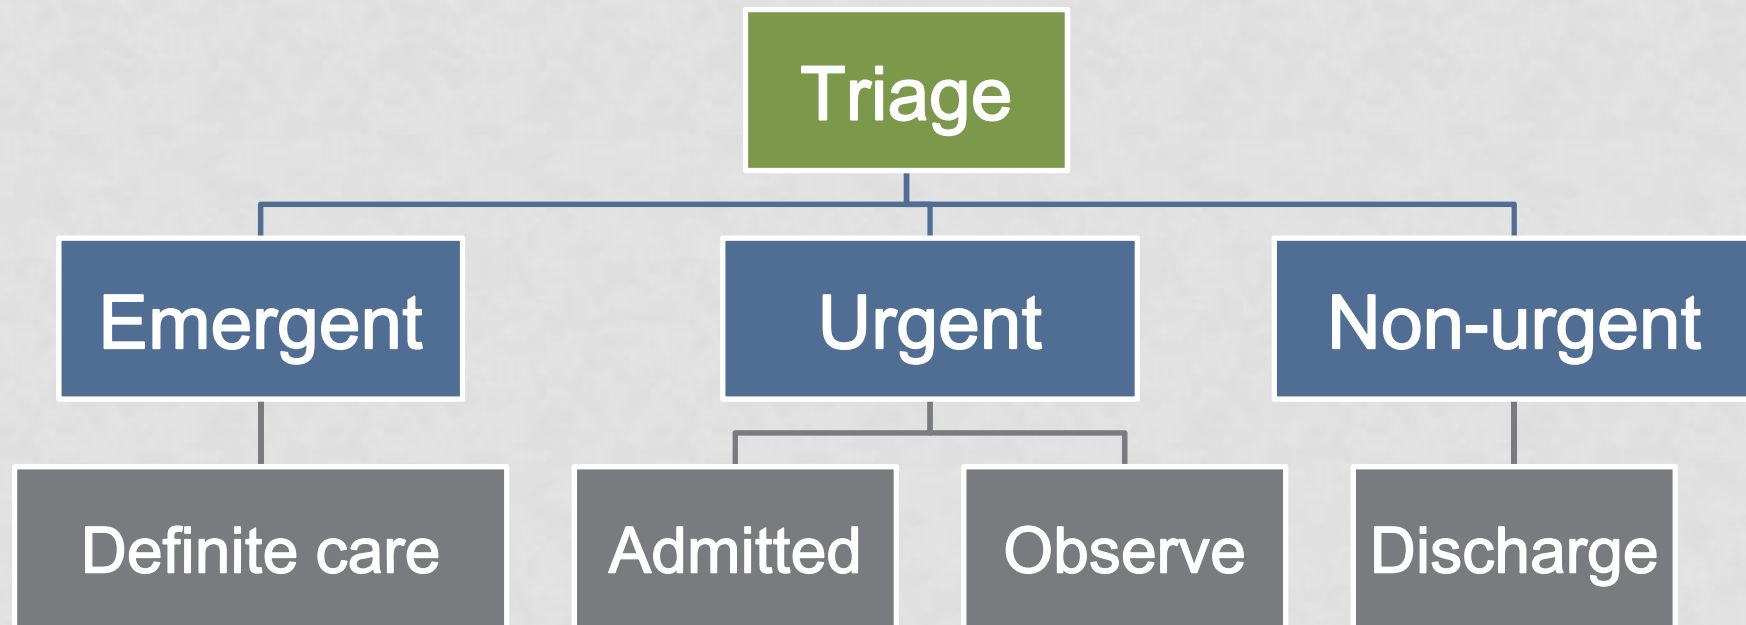 Triage
Emergent
Urgent
Non-urgent
Definite care
Admitted
Observe
Discharge